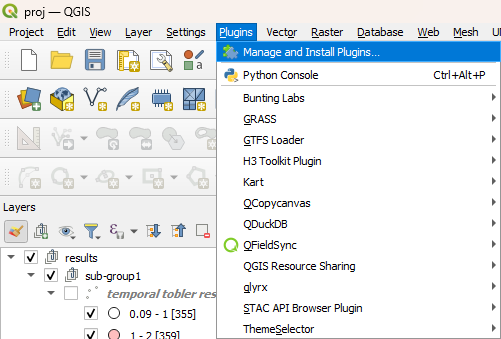 proj — QGIS
Project Edit View Layer Settings Plugins Vector Raster Database Web Mesh
Manage and Install Plugins...
Python Console Ctrl+Alt+P
Bunting Labs
GRASS
GTFS Loader
H3 Toolkit Plugin
Kart
QCopycanvas
QDuckDB
QFieldSync
QGIS Resource Sharing
qlyrx
STAC API Browser Plugin
ThemeSelector
Layers
results
sub-group1
temporal tobler res
0.09 - 1 [355]
1 - 2 [359]